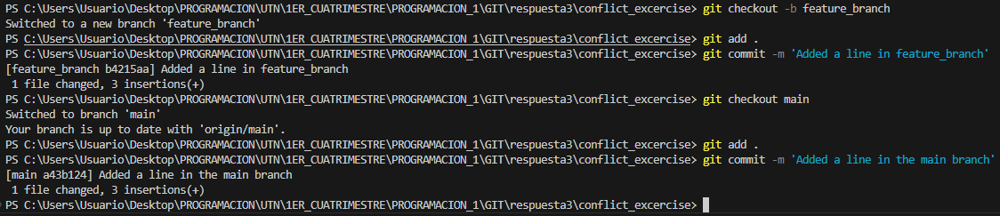 PS C:\Users\Usuario\Desktop\PROGRAMACION\UTN\1ER_CUATRIMESTRE\PROGRAMACION_1\GIT\respuesta3\conflict_excercise> git checkout -b feature_branch
Switched to a new branch 'feature_branch'
PS C:\Users\Usuario\Desktop\PROGRAMACION\UTN\1ER_CUATRIMESTRE\PROGRAMACION_1\GIT\respuesta3\conflict_excercise> git add .
PS C:\Users\Usuario\Desktop\PROGRAMACION\UTN\1ER_CUATRIMESTRE\PROGRAMACION_1\GIT\respuesta3\conflict_excercise> git commit -m 'Added a line in feature_branch'
[feature_branch b4215aa] Added a line in feature_branch
 1 file changed, 3 insertions(+)
PS C:\Users\Usuario\Desktop\PROGRAMACION\UTN\1ER_CUATRIMESTRE\PROGRAMACION_1\GIT\respuesta3\conflict_excercise> git checkout main
Switched to branch 'main'
Your branch is up to date with 'origin/main'.
PS C:\Users\Usuario\Desktop\PROGRAMACION\UTN\1ER_CUATRIMESTRE\PROGRAMACION_1\GIT\respuesta3\conflict_excercise> git add .
PS C:\Users\Usuario\Desktop\PROGRAMACION\UTN\1ER_CUATRIMESTRE\PROGRAMACION_1\GIT\respuesta3\conflict_excercise> git commit -m 'Added a line in the main branch'
[main a43b124] Added a line in the main branch
 1 file changed, 3 insertions(+)
PS C:\Users\Usuario\Desktop\PROGRAMACION\UTN\1ER_CUATRIMESTRE\PROGRAMACION_1\GIT\respuesta3\conflict_excercise>